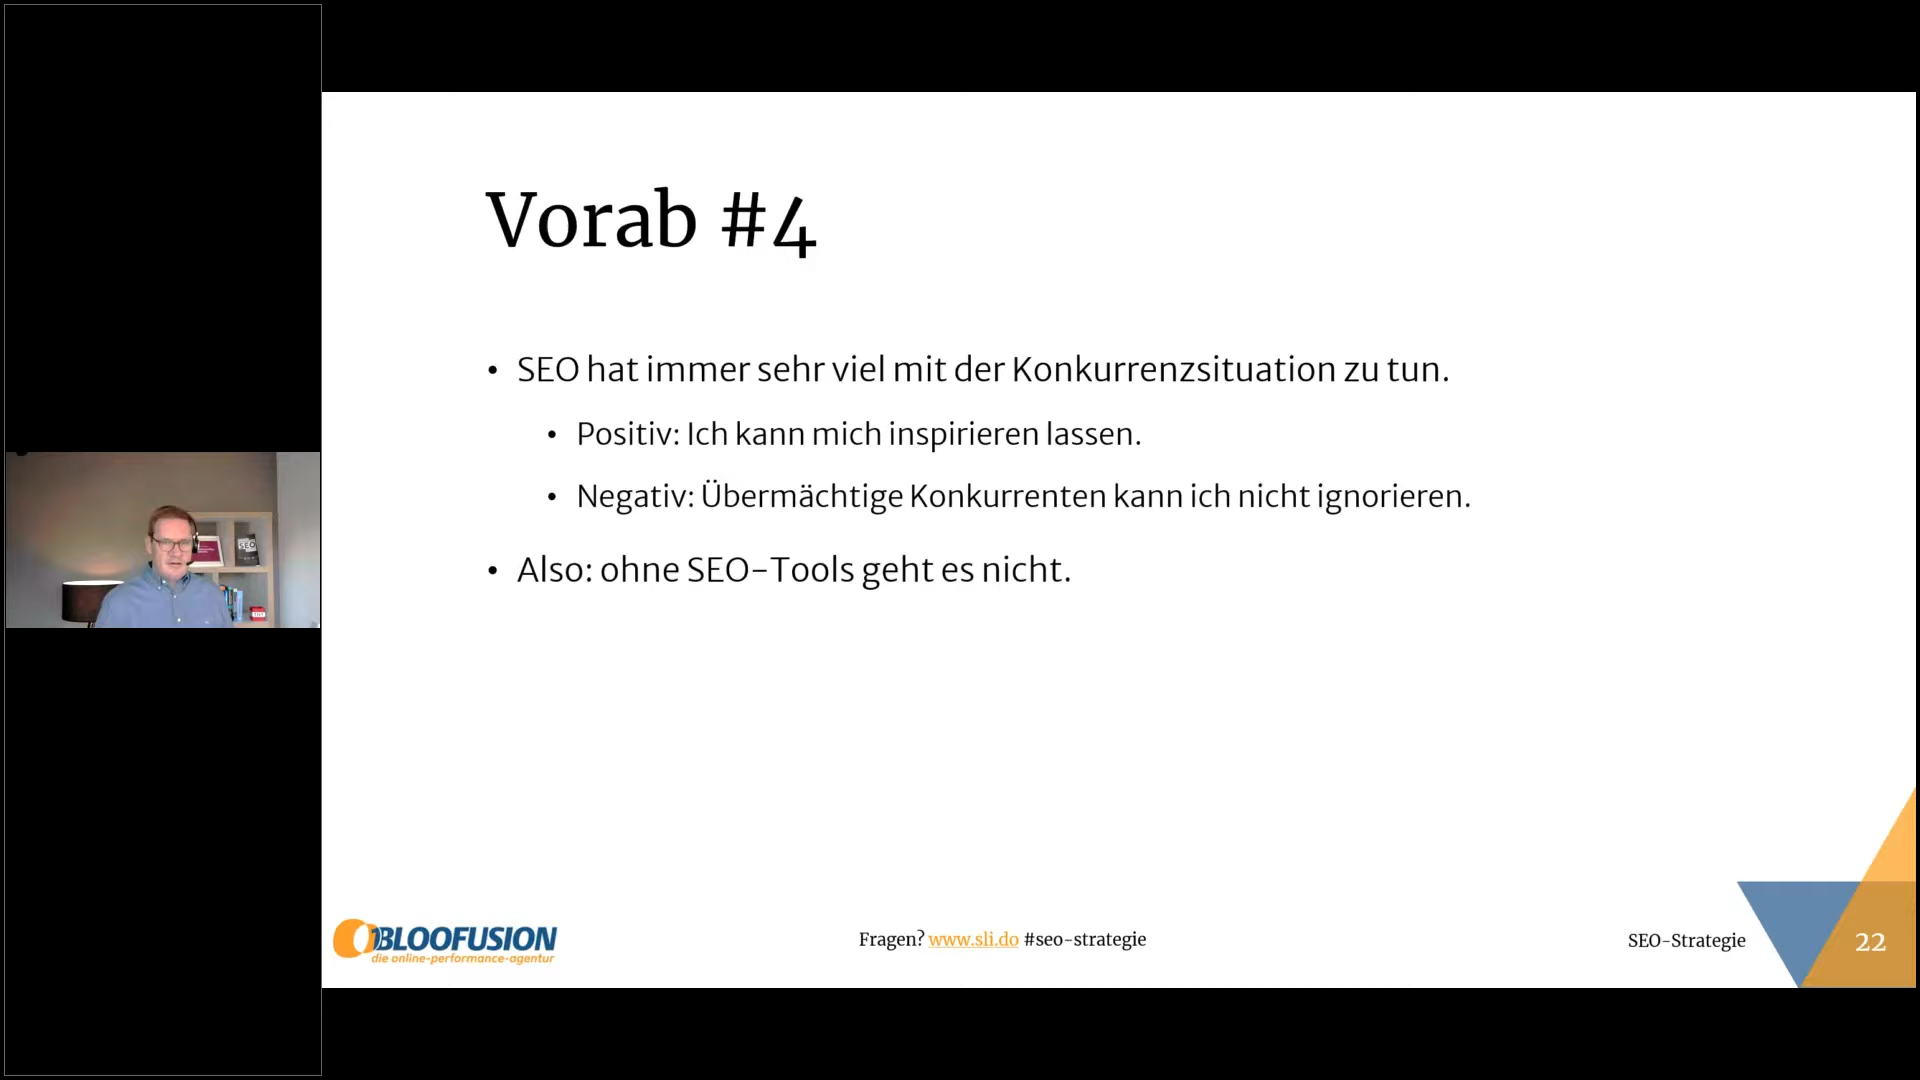 Vorab #4
• SEO hat immer sehr viel mit der Konkurrenzsituation zu tun.
• Positiv: Ich kann mich inspirieren lassen.
• Negativ: Übermächtige Konkurrenten kann ich nicht ignorieren.
• Also: ohne SEO-Tools geht es nicht.
SEO
BLOOFUSION
die online-performance-agentur
Fragen? www.sli.do #seo-strategie
SEO-Strategie
22